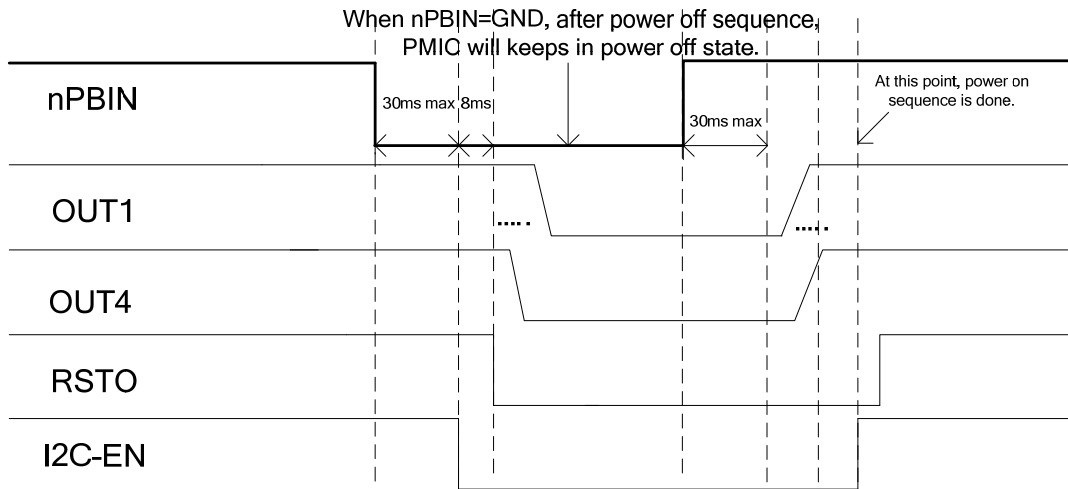 When nPBIN=GND, after power off sequence,
PMIC will keeps in power off state.
nPBIN
30ms max
8ms
30ms max
At this point, power on
sequence is done.
OUT1
.....
.....
OUT4
RSTO
I2C-EN